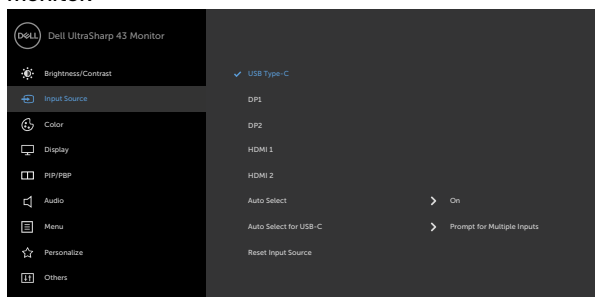 DELL Dell UltraSharp 43 Monitor
Brightness/Contrast USB Type-C
Input Source DP1
Color DP2
Display HDMI 1
PIP/PBP HDMI 2
Audio Auto Select On
Menu Auto Select for USB-C Prompt for Multiple Inputs
Personalize Reset Input Source
Others